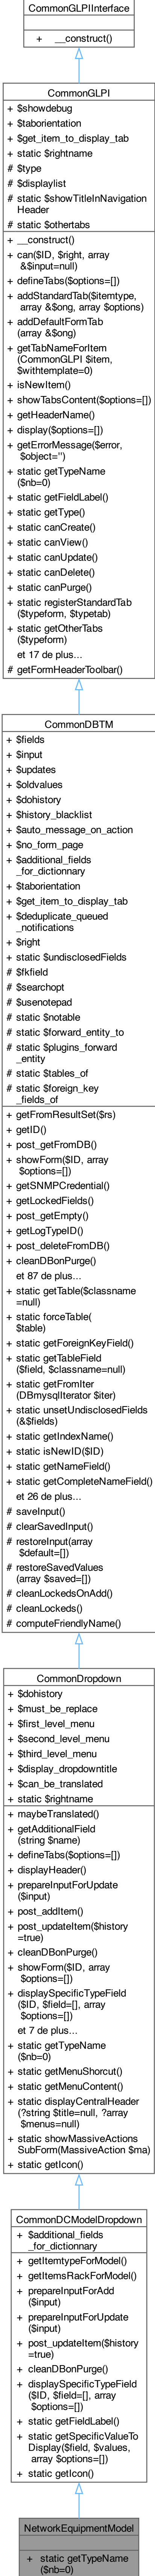 CommonGLPIInterface
+ __construct()
CommonGLPI
+ $showdebug
+ $taborientation
+ $get_item_to_display_tab
+ static $rightname
# $type
# $displaylist
# static $showTitleInNavigation
Header
# static $othertabs
+ __construct()
+ can($ID, $right, array
&$input=null)
+ defineTabs($options=[])
+ addStandardTab($itemtype,
array &$ong, array $options)
+ addDefaultFormTab
(array &$ong)
+ getTabNameForItem
(CommonGLPI $item,
$withtemplate=0)
+ isNewItem()
+ showTabsContent($options=[])
+ getHeaderName()
+ display($options=[])
+ getErrorMessage($error,
$object='')
+ static getTypeName
($nb=0)
+ static getFieldLabel()
+ static getType()
+ static canCreate()
+ static canView()
+ static canUpdate()
+ static canDelete()
+ static canPurge()
+ static registerStandardTab
($typeform, $typetab)
+ static getOtherTabs
($typeform)
et 17 de plus...
# getFormHeaderToolbar()
CommonDBTM
+ $fields
+ $input
+ $updates
+ $oldvalues
+ $dohistory
+ $history_blacklist
+ $auto_message_on_action
+ $no_form_page
+ $additional_fields
_for_dictionnary
+ $taborientation
+ $get_item_to_display_tab
+ $deduplicate_queued
_notifications
+ $right
+ static $undisclosedFields
# $fkfield
# $searchopt
# $usenotepad
# static $notable
# static $forward_entity_to
# static $plugins_forward
_entity
# static $tables_of
# static $foreign_key
_fields_of
+ getFromResultSet($rs)
+ getID()
+ post_getFromDB()
+ showForm($ID, array
$options=[])
+ getSNMPCredential()
+ getLockedFields()
+ post_getEmpty()
+ getLogTypeID()
+ post_deleteFromDB()
+ cleanDBonPurge()
et 87 de plus...
+ static getTable($classname
=null)
+ static forceTable(
$table)
+ static getForeignKeyField()
+ static getTableField
($field, $classname=null)
+ static getFromIter
(DBmysqlIterator $iter)
+ static unsetUndisclosedFields
(&$fields)
+ static getIndexName()
+ static isNewID($ID)
+ static getNameField()
+ static getCompleteNameField()
et 26 de plus...
# saveInput()
# clearSavedInput()
# restoreInput(array
$default=[])
# restoreSavedValues
(array $saved=[])
# cleanLockedsOnAdd()
# cleanLockeds()
# computeFriendlyName()
CommonDropdown
+ $dohistory
+ $must_be_replace
+ $first_level_menu
+ $second_level_menu
+ $third_level_menu
+ $display_dropdowntitle
+ $can_be_translated
+ static $rightname
+ maybeTranslated()
+ getAdditionalField
(string $name)
+ defineTabs($options=[])
+ displayHeader()
+ prepareInputForUpdate
($input)
+ post_addItem()
+ post_updateItem($history
=true)
+ cleanDBonPurge()
+ showForm($ID, array
$options=[])
+ displaySpecificTypeField
($ID, $field=[], array
$options=[])
et 7 de plus...
+ static getTypeName
($nb=0)
+ static getMenuShorcut()
+ static getMenuContent()
+ static displayCentralHeader
(?string $title=null, ?array
$menus=null)
+ static showMassiveActions
SubForm(MassiveAction $ma)
+ static getIcon()
CommonDCModelDropdown
+ $additional_fields
_for_dictionnary
+ getItemtypeForModel()
+ getItemsRackForModel()
+ prepareInputForAdd
($input)
+ prepareInputForUpdate
($input)
+ post_updateItem($history
=true)
+ cleanDBonPurge()
+ displaySpecificTypeField
($ID, $field=[], array
$options=[])
+ static getFieldLabel()
+ static getSpecificValueTo
Display($field, $values,
array $options=[])
+ static getIcon()
NetworkEquipmentModel
+ static getTypeName
($nb=0)